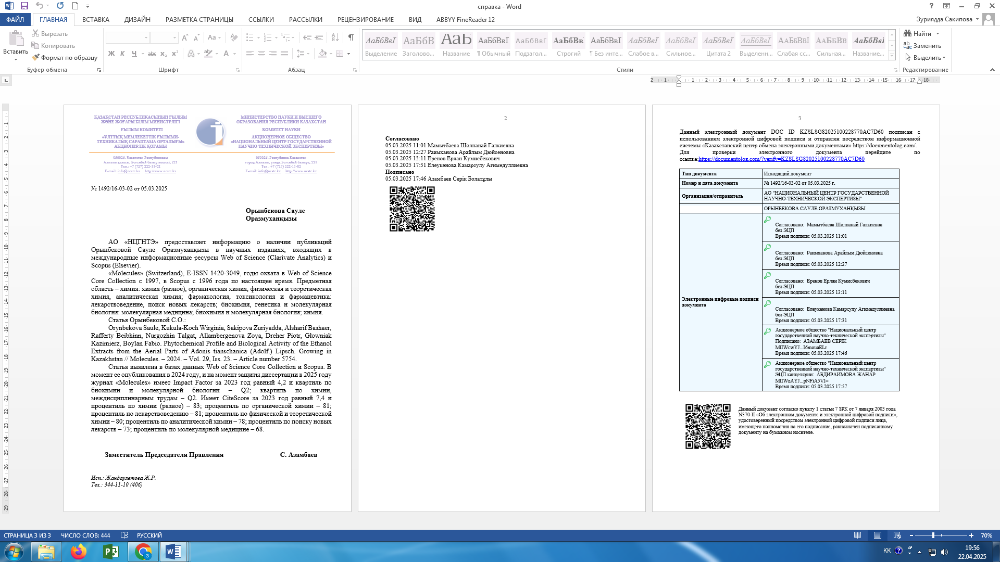 справка - Word
ФАЙЛ ГЛАВНАЯ ВСТАВКА ДИЗАЙН РАЗМЕТКА СТРАНИЦЫ ССЫЛКИ РАССЫЛКИ РЕЦЕНЗИРОВАНИЕ ВИД ABBYY FineReader 12
Зуриядда Сакипова
Вставить
Вырезать
Копировать
Формат по образцу
Буфер обмена
Шрифт
Абзац
Выделение Заголово... Название ¶ Обычный Подзагол... Строгий ¶ Без инте... Слабое в... Сильное... Цитата 2 Выделенн... Слабая сс... Сильная... Название...
Стили
Найти
Заменить
Выделить
Редактирование
ҚАЗАҚСТАН РЕСПУБЛИКАСЫНЫҢ ҒЫЛЫМ
ЖӘНЕ ЖОҒАРЫ БІЛІМ МИНИСТРЛІГІ
ҒЫЛЫМ КОМИТЕТІ
«ҰЛТТЫҚ МЕМЛЕКЕТТІК ҒЫЛЫМИ-
ТЕХНИКАЛЫҚ САРАПТАМА ОРТАЛЫҒЫ»
АКЦИОНЕРЛІК ҚОҒАМЫ
МИНИСТЕРСТВО НАУКИ И ВЫСШЕГО
ОБРАЗОВАНИЯ РЕСПУБЛИКИ КАЗАХСТАН
КОМИТЕТ НАУКИ
АКЦИОНЕРНОЕ ОБЩЕСТВО
«НАЦИОНАЛЬНЫЙ ЦЕНТР ГОСУДАРСТВЕННОЙ
НАУЧНО-ТЕХНИЧЕСКОЙ ЭКСПЕРТИЗЫ»
050026, Қазақстан Республикасы
Алматы қаласы, Бөгенбай батыр көшесі, 221
Тел.: +7 (727) 222-11-02
E-mail: info@ncste.kz http://www.ncste.kz
050026, Республика Казахстан
город Алматы, улица Богенбай батыра, 221
Тел.: +7 (727) 222-11-02
E-mail: info@ncste.kz http://www.ncste.kz
№ 1492/16-03-02 от 05.03.2025
Орынбекова Сауле
Оразмуханқызы
АО «НЦГНТЭ» предоставляет информацию о наличии публикаций
Орынбековой Сауле Оразмуханқызы в научных изданиях, входящих в
международные информационные ресурсы Web of Science (Clarivate Analytics) и
Scopus (Elsevier).
«Molecules» (Switzerland), E-ISSN 1420-3049, годы охвата в Web of Science
Core Collection с 1997, в Scopus с 1996 года по настоящее время. Предметная
область – химия: химия (разное), органическая химия, физическая и теоретическая
химия, аналитическая химия; фармакология, токсикология и фармацевтика:
лекарствоведение, поиск новых лекарств; биохимия, генетика и молекулярная
биология: молекулярная медицина; биохимия и молекулярная биология; химия.
Статья Орынбековой С.О.:
Orynbekova Saule, Kukula-Koch Wirginia, Sakipova Zuriyadda, Alsharif Bashaer,
Rafferty Beibhinn, Nurgozhin Talgat, Allambergenova Zoya, Dreher Piotr, Głowniak
Kazimierz, Boylan Fabio. Phytochemical Profile and Biological Activity of the Ethanol
Extracts from the Aerial Parts of Adonis tianschanica (Adolf.) Lipsch. Growing in
Kazakhstan // Molecules. – 2024. – Vol. 29, Iss. 23. – Article number 5754.
Статья выявлена в базах данных Web of Science Core Collection и Scopus. В
момент ее опубликования в 2024 году, и на момент защиты диссертации в 2025 году
журнал «Molecules» имеет Impact Factor за 2023 год равный 4,2 и квартиль по
биохимии и молекулярной биологии – Q2; квартиль по химии,
междисциплинарным трудам – Q2. Имеет CiteScore за 2023 год равный 7,4 и
процентиль по химии (разное) – 83; процентиль по органической химии – 81;
процентиль по лекарствоведению – 81; процентиль по физической и теоретической
химии – 80; процентиль по аналитической химии – 78; процентиль по поиску новых
лекарств – 73; процентиль по молекулярной медицине – 68.
Заместитель Председателя Правления С. Азамбаев
Исп.: Жандаулетова Ж.Р.
Тел.: 344-11-10 (406)
2
Согласовано
05.03.2025 11:01 Мамытбаева Шолпанай Галкиевна
05.03.2025 12:27 Раимханова Арайлым Дюйсеновна
05.03.2025 13:11 Еренов Ерлан Кумисбекович
05.03.2025 17:31 Елеукенова Камарсулу Агимедуллиевна
Подписано
05.03.2025 17:46 Азамбаев Серік Болатұлы
3
Данный электронный документ DOC ID KZSLSG82025100228770AC7D60 подписан с
использованием электронной цифровой подписи и отправлен посредством информационной
системы «Казахстанский центр обмена электронными документами» https://documentolog.com/.
Для проверки электронного документа перейдите по
ссылке:https://documentolog.com/?verify=KZSLSG82025100228770AC7D60
Тип документа Исходящий документ
Номер и дата документа № 1492/16-03-02 от 05.03.2025 г.
Организация/отправитель АО "НАЦИОНАЛЬНЫЙ ЦЕНТР ГОСУДАРСТВЕННОЙ
НАУЧНО-ТЕХНИЧЕСКОЙ ЭКСПЕРТИЗЫ"
ОРЫНБЕКОВА САУЛЕ ОРАЗМУХАНҚЫЗЫ
Электронные цифровые подписи
документа
Согласовано: Мамытбаева Шолпанай Галкиевна
без ЭЦП
Время подписи: 05.03.2025 11:01
Согласовано: Раимханова Арайлым Дюйсеновна
без ЭЦП
Время подписи: 05.03.2025 12:27
Согласовано: Еренов Ерлан Кумисбекович
без ЭЦП
Время подписи: 05.03.2025 13:11
Согласовано: Елеукенова Камарсулу Агимедуллиевна
без ЭЦП
Время подписи: 05.03.2025 17:31
Акционерное общество "Национальный центр
государственной научно-технической экспертизы"
Подписано: АЗАМБАЕВ СЕРІК
MIIWcwYJ...I6mouaELr
Время подписи: 05.03.2025 17:46
Акционерное общество "Национальный центр
государственной научно-технической экспертизы"
ЭЦП канцелярии: АБДИРАИМОВА ЖАНАР
MIIWzAYJ...pNFiA5VI=
Время подписи: 05.03.2025 17:57
Данный документ согласно пункту 1 статьи 7 ЗРК от 7 января 2003 года
N370-II «Об электронном документе и электронной цифровой подписи»,
удостоверенный посредством электронной цифровой подписи лица,
имеющего полномочия на его подписание, равнозначен подписанному
документу на бумажном носителе.
СТРАНИЦА 3 ИЗ 3 ЧИСЛО СЛОВ: 444 РУССКИЙ 70%
KK 19:56
22.04.2025